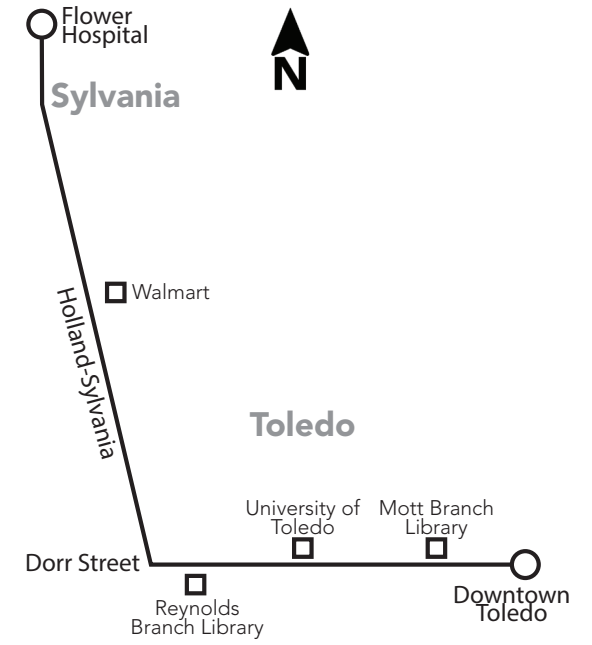 Flower
Hospital
N
Sylvania
Walmart
Holland-Sylvania
Toledo
University of
Toledo
Mott Branch
Library
Dorr Street
Downtown
Toledo
Reynolds
Branch Library